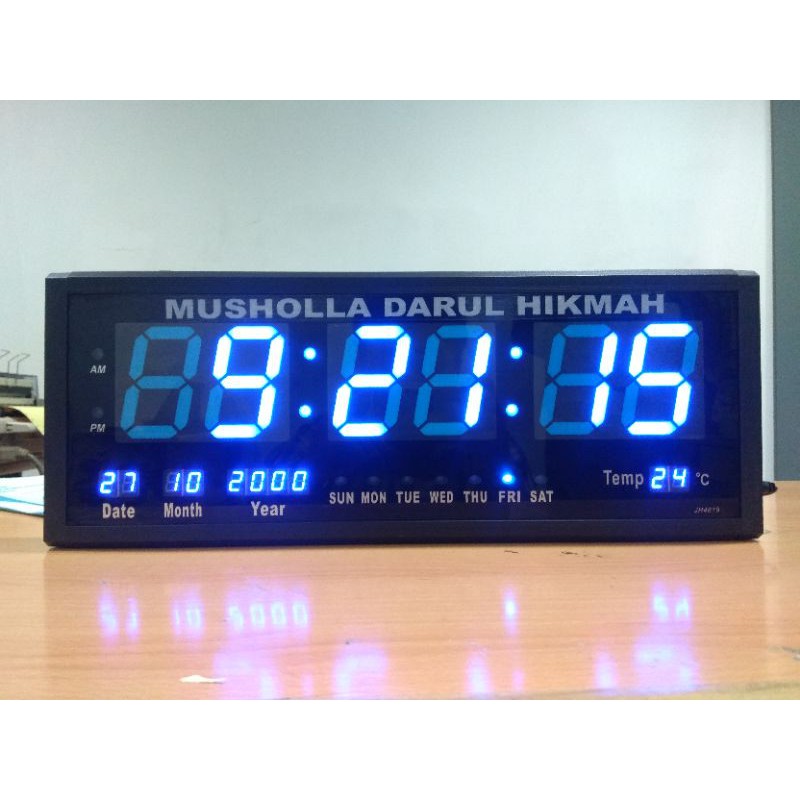 MUSHOLLA DARUL HIKMAH
AM
9:21:15
PM
27 10 2000
Date Month Year
SUN MON TUE WED THU FRI SAT
Temp 24 °C